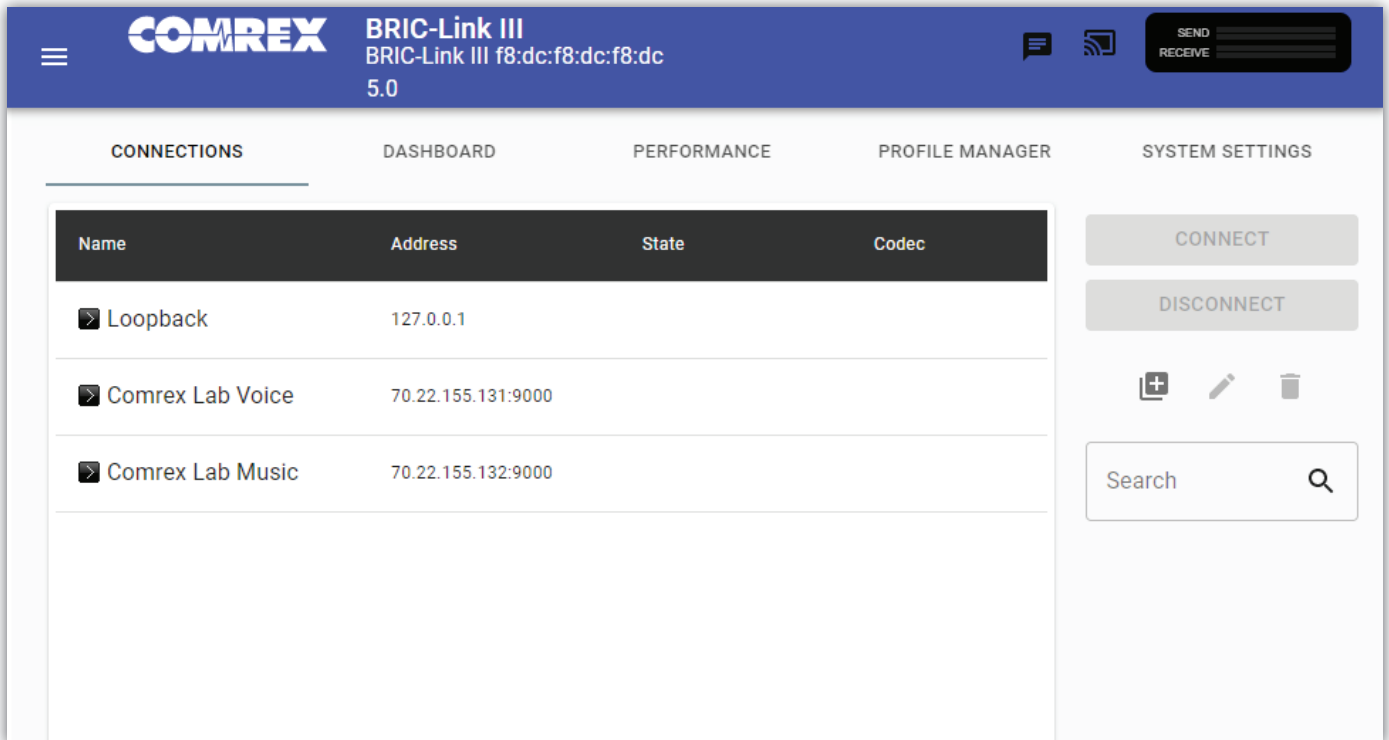 COMREX
BRIC-Link III
BRIC-Link III f8:dc:f8:dc:f8:dc
5.0
SEND
RECEIVE
CONNECTIONS DASHBOARD PERFORMANCE PROFILE MANAGER SYSTEM SETTINGS
Name Address State Codec
Loopback 127.0.0.1
Comrex Lab Voice 70.22.155.131:9000
Comrex Lab Music 70.22.155.132:9000
CONNECT
DISCONNECT
Search